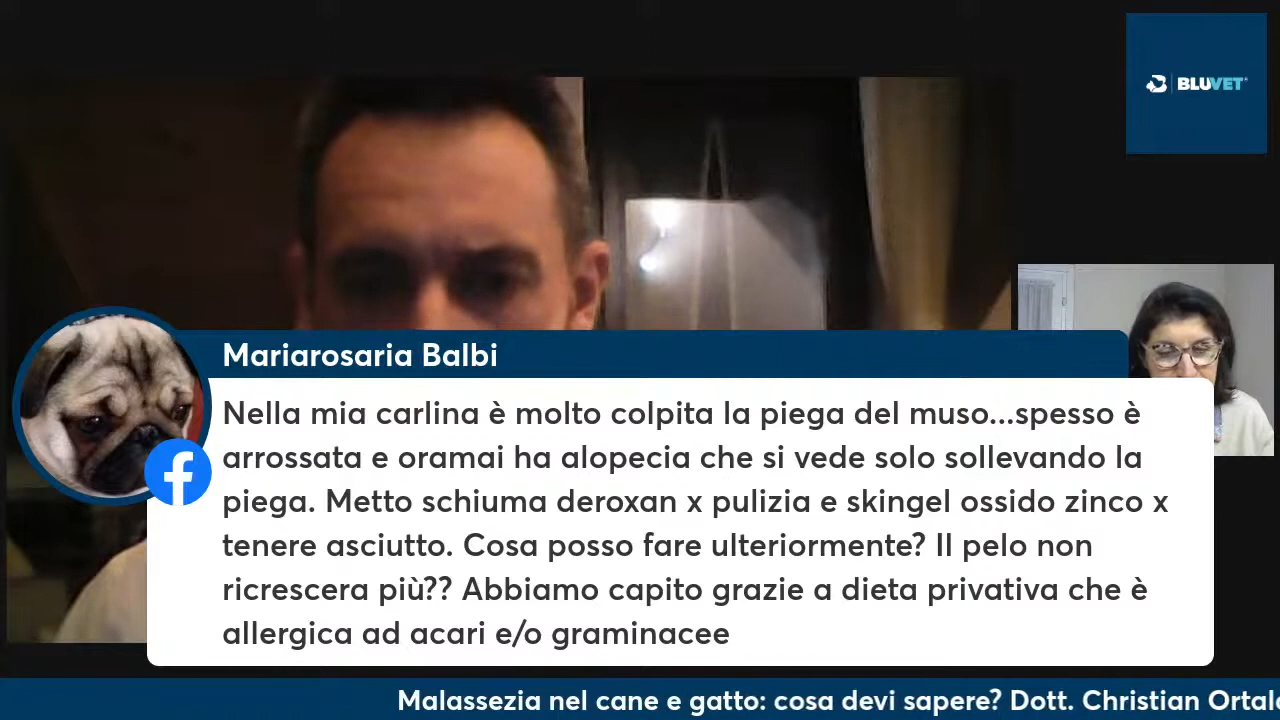 BLUVET
Mariarosaria Balbi
Nella mia carlina è molto colpita la piega del muso...spesso è
arrossata e oramai ha alopecia che si vede solo sollevando la
piega. Metto schiuma deroxan x pulizia e skingel ossido zinco x
tenere asciutto. Cosa posso fare ulteriormente? Il pelo non
ricrescera più?? Abbiamo capito grazie a dieta privativa che è
allergica ad acari e/o graminacee
Malassezia nel cane e gatto: cosa devi sapere? Dott. Christian